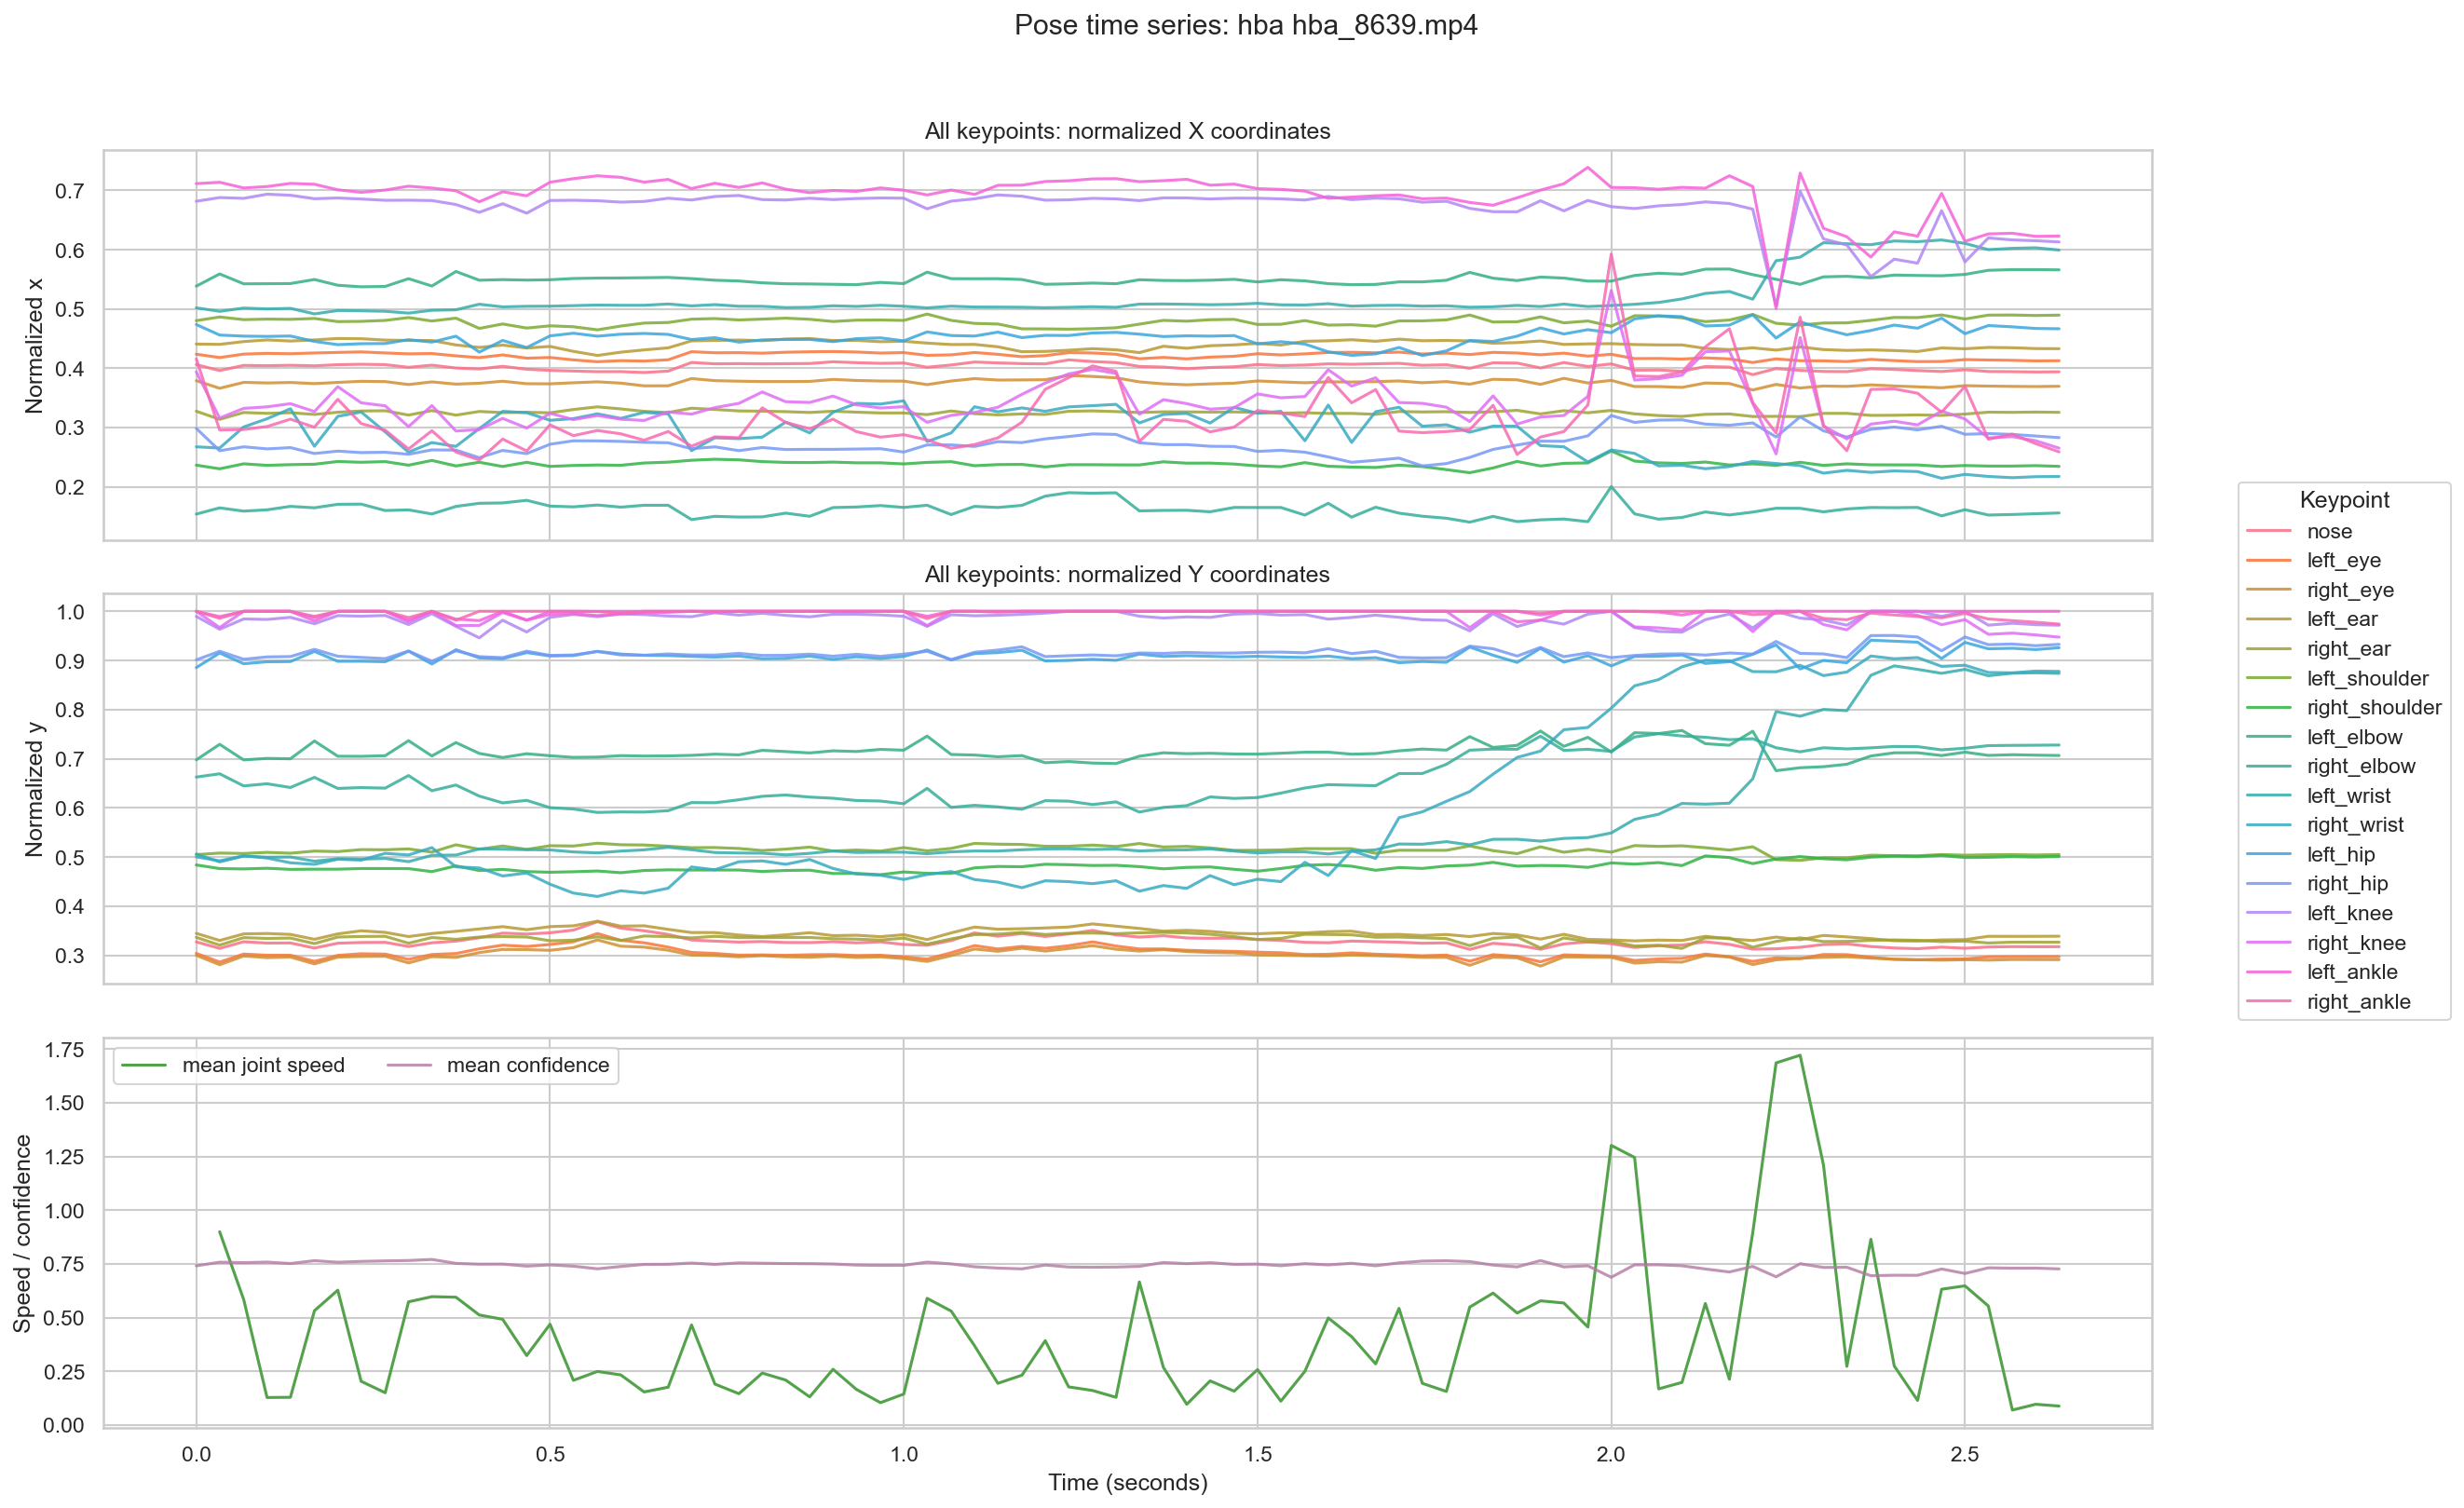 Pose time series: hba hba_8639.mp4
All keypoints: normalized X coordinates
Normalized x
0.7
0.6
0.5
0.4
0.3
0.2
All keypoints: normalized Y coordinates
Normalized y
1.0
0.9
0.8
0.7
0.6
0.5
0.4
0.3
Keypoint
nose
left_eye
right_eye
left_ear
right_ear
left_shoulder
right_shoulder
left_elbow
right_elbow
left_wrist
right_wrist
left_hip
right_hip
left_knee
right_knee
left_ankle
right_ankle
mean joint speed mean confidence
Speed / confidence
1.75
1.50
1.25
1.00
0.75
0.50
0.25
0.00
0.0 0.5 1.0 1.5 2.0 2.5
Time (seconds)